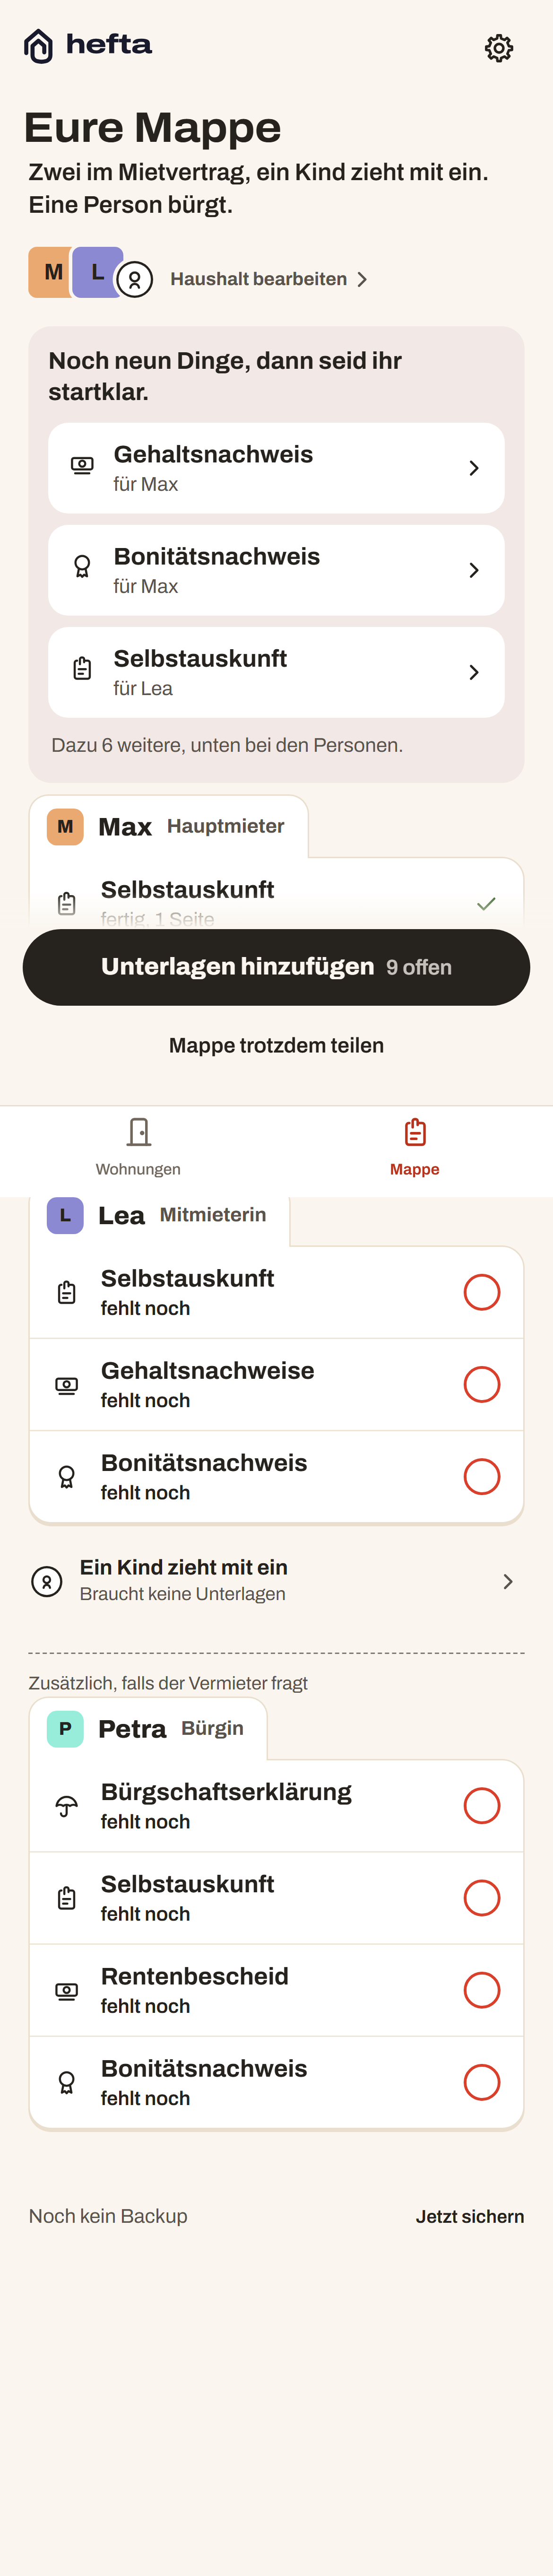 hefta
Eure Mappe
Zwei im Mietvertrag, ein Kind zieht mit ein.
Eine Person bürgt.
M L Haushalt bearbeiten
Noch neun Dinge, dann seid ihr
startklar.
Gehaltsnachweis
für Max
Bonitätsnachweis
für Max
Selbstauskunft
für Lea
Dazu 6 weitere, unten bei den Personen.
M Max Hauptmieter
Selbstauskunft
fertig, 1 Seite
Unterlagen hinzufügen 9 offen
Mappe trotzdem teilen
Wohnungen Mappe
L Lea Mitmieterin
Selbstauskunft
fehlt noch
Gehaltsnachweise
fehlt noch
Bonitätsnachweis
fehlt noch
Ein Kind zieht mit ein
Braucht keine Unterlagen
Zusätzlich, falls der Vermieter fragt
P Petra Bürgin
Bürgschaftserklärung
fehlt noch
Selbstauskunft
fehlt noch
Rentenbescheid
fehlt noch
Bonitätsnachweis
fehlt noch
Noch kein Backup Jetzt sichern